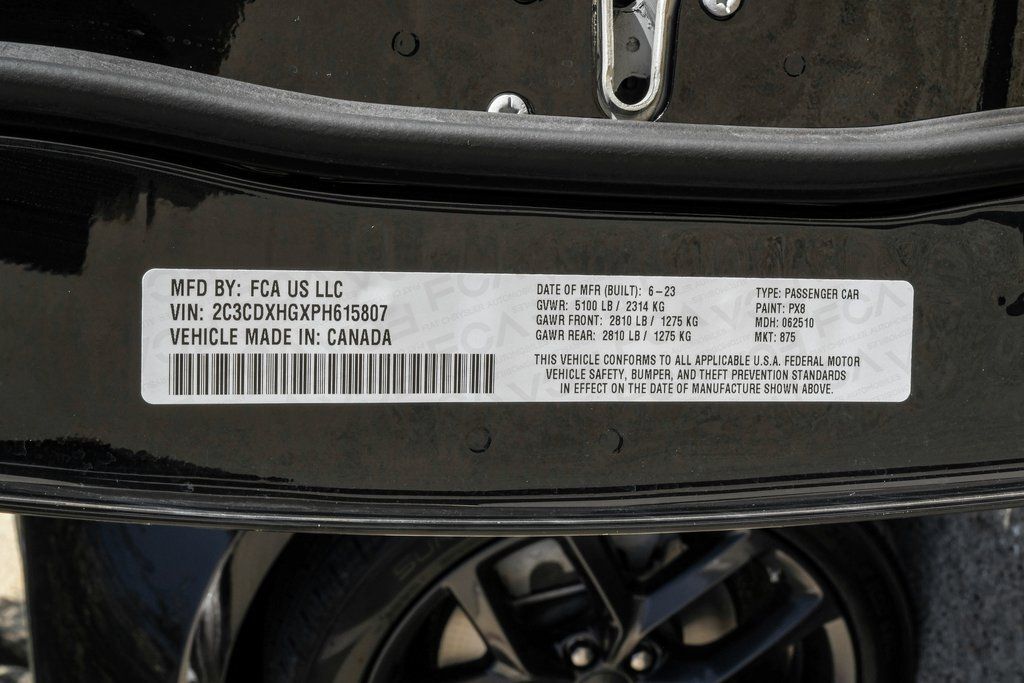 MFD BY: FCA US LLC
VIN: 2C3CDXHGXPH615807
VEHICLE MADE IN: CANADA
DATE OF MFR (BUILT): 6-23
GVWR: 5100 LB / 2314 KG
GAWR FRONT: 2810 LB / 1275 KG
GAWR REAR: 2810 LB / 1275 KG
TYPE: PASSENGER CAR
PAINT: PX8
MDH: 062510
MKT: 875
THIS VEHICLE CONFORMS TO ALL APPLICABLE U.S.A. FEDERAL MOTOR
VEHICLE SAFETY, BUMPER, AND THEFT PREVENTION STANDARDS
IN EFFECT ON THE DATE OF MANUFACTURE SHOWN ABOVE.